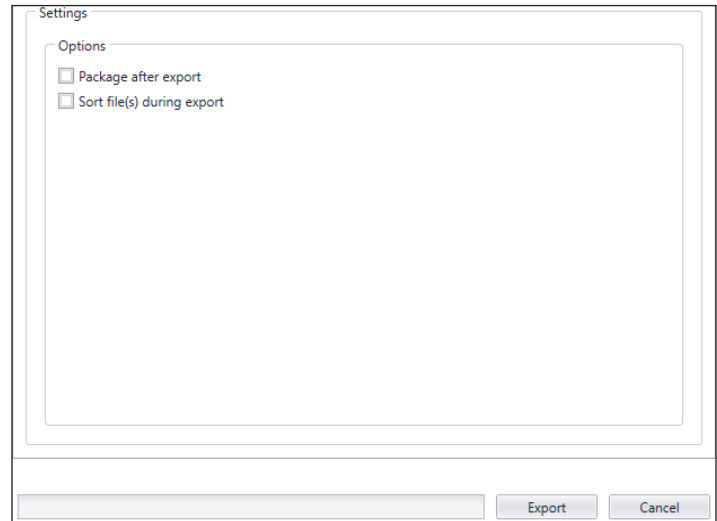 Settings
Options
Package after export
Sort file(s) during export
Export Cancel